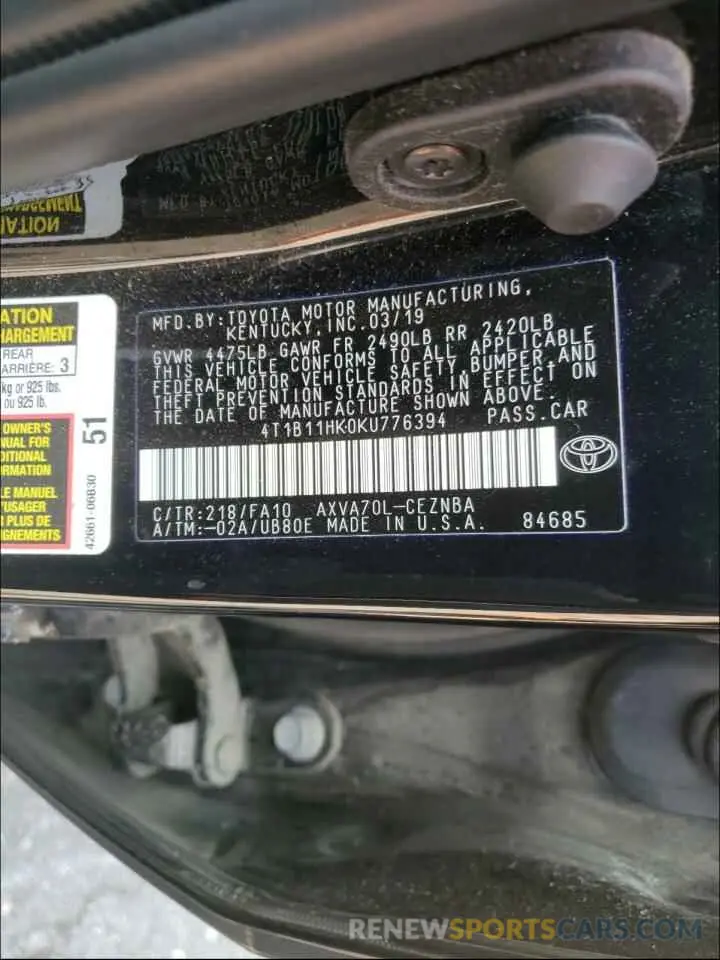 ATION
HARGEMENT
REAR
ARRIÈRE: 3
kg or 925 lbs.
ou 925 lb.
OWNER'S
NUAL FOR
DITIONAL
ORMATION
LE MANUEL
'USAGER
OUR PLUS DE
IGNEMENTS
51
42661-06830
MFD.BY: TOYOTA MOTOR MANUFACTURING,
KENTUCKY, INC. 03/19
GVWR 4475LB GAWR FR 2490LB RR 2420LB
THIS VEHICLE CONFORMS TO ALL APPLICABLE
FEDERAL MOTOR VEHICLE SAFETY, BUMPER, AND
THEFT PREVENTION STANDARDS IN EFFECT ON
THE DATE OF MANUFACTURE SHOWN ABOVE.
4T1B11HK0KU776394 PASS.CAR
C/TR:218/FA10 AXVA70L-CEZNBA
A/TM:-02A/UB80E MADE IN U.S.A. 84685
RENEWSPORTSCARS.COM